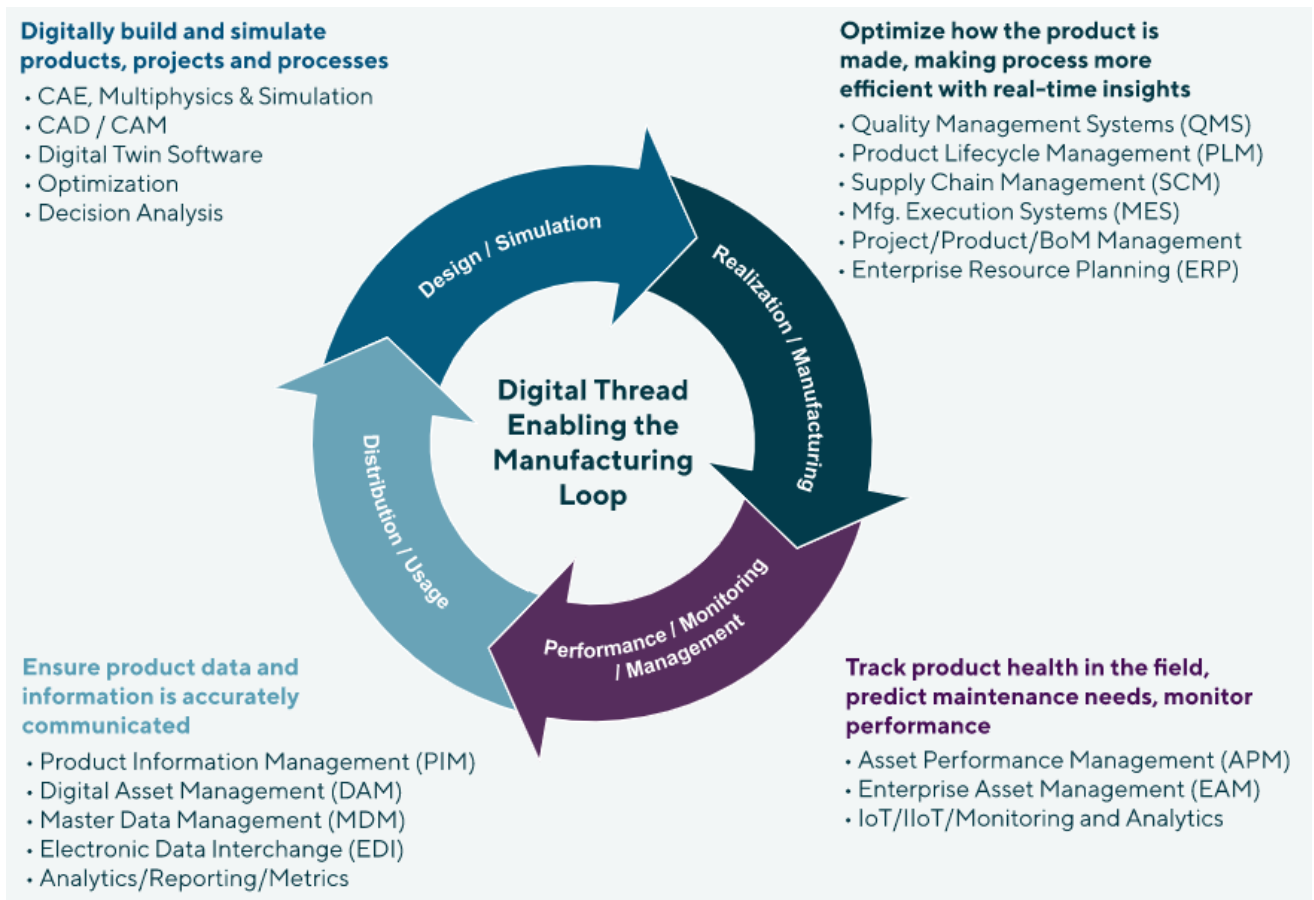 Digitally build and simulate
products, projects and processes
• CAE, Multiphysics & Simulation
• CAD / CAM
• Digital Twin Software
• Optimization
• Decision Analysis
Optimize how the product is
made, making process more
efficient with real-time insights
• Quality Management Systems (QMS)
• Product Lifecycle Management (PLM)
• Supply Chain Management (SCM)
• Mfg. Execution Systems (MES)
• Project/Product/BoM Management
• Enterprise Resource Planning (ERP)
Design / Simulation
Realization / Manufacturing
Digital Thread
Enabling the
Manufacturing
Loop
Distribution / Usage
Performance / Monitoring
/ Management
Ensure product data and
information is accurately
communicated
• Product Information Management (PIM)
• Digital Asset Management (DAM)
• Master Data Management (MDM)
• Electronic Data Interchange (EDI)
• Analytics/Reporting/Metrics
Track product health in the field,
predict maintenance needs, monitor
performance
• Asset Performance Management (APM)
• Enterprise Asset Management (EAM)
• IoT/IIoT/Monitoring and Analytics